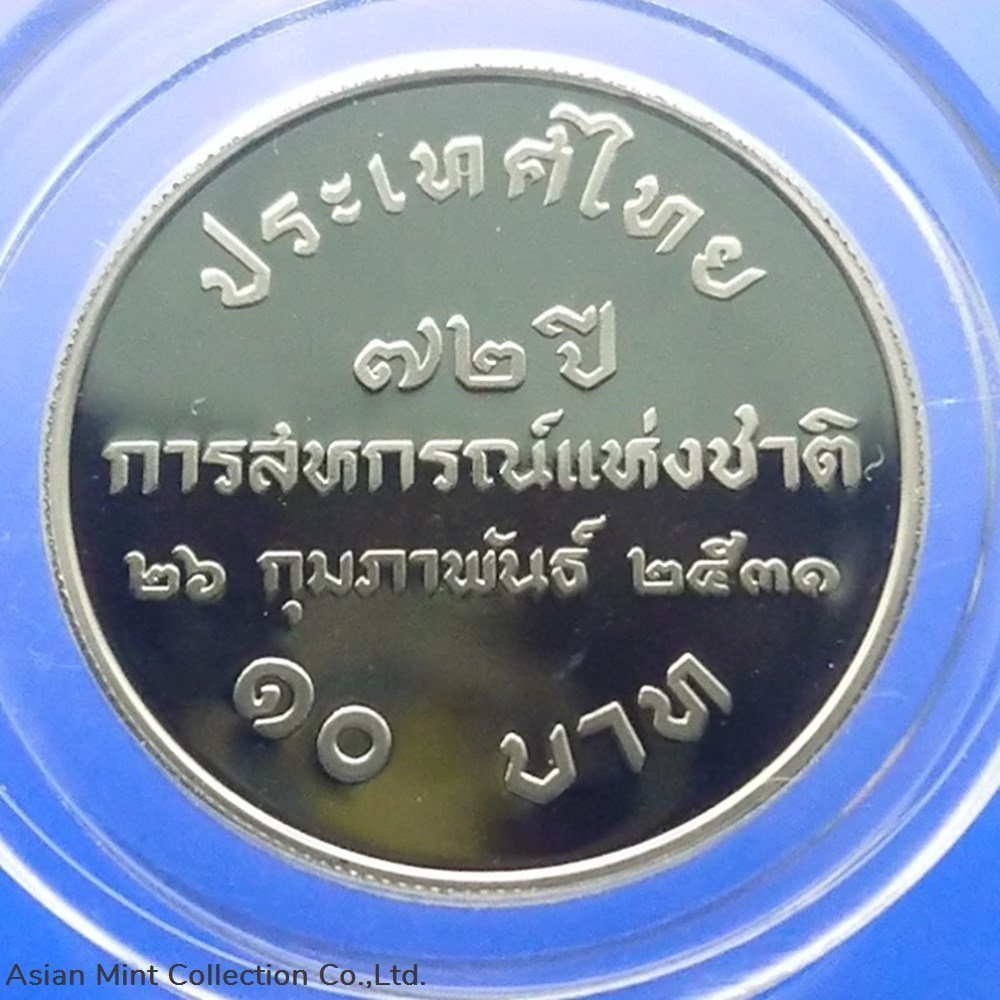 ประเทศไทย
๗๒ ปี
การสหกรณ์แห่งชาติ
๒๖ กุมภาพันธ์ ๒๕๓๑
๑๐ บาท
Asian Mint Collection Co.,Ltd.